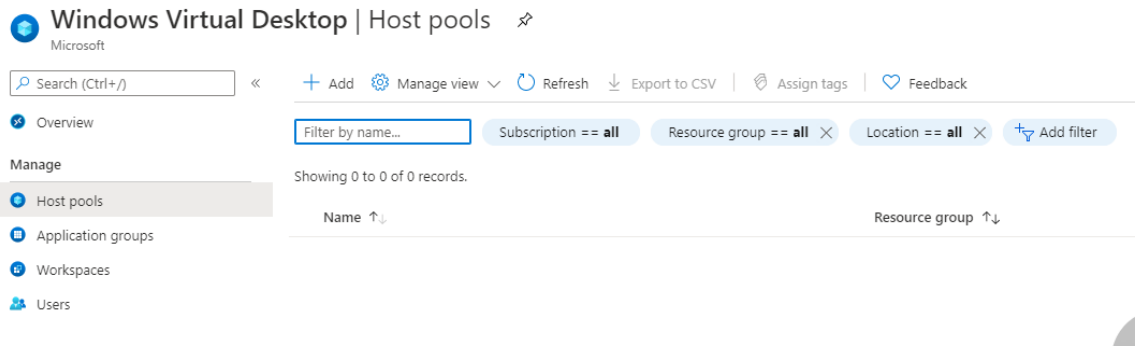 Windows Virtual Desktop | Host pools
Microsoft
Search (Ctrl+/)
Overview
Manage
Host pools
Application groups
Workspaces
Users
Add Manage view Refresh Export to CSV Assign tags Feedback
Filter by name... Subscription == all Resource group == all Location == all Add filter
Showing 0 to 0 of 0 records.
Name Resource group